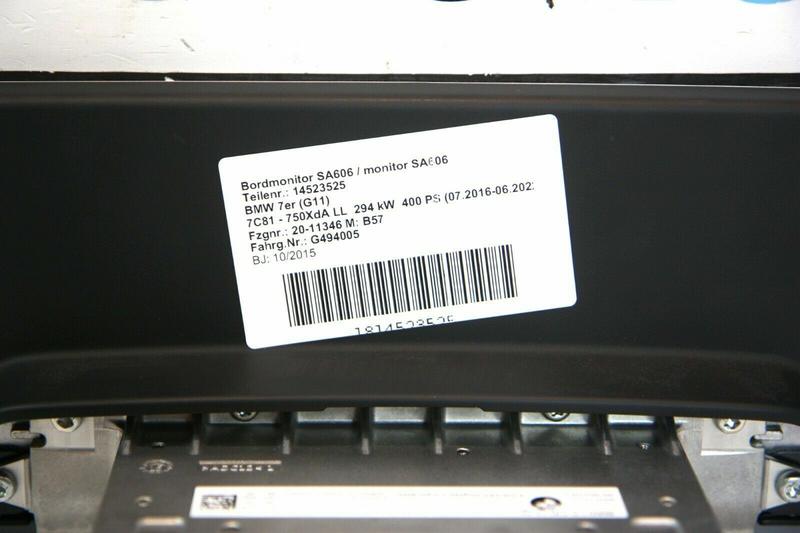 Bordmonitor SA606 / monitor SA606
Teilenr.: 14523525
BMW 7er (G11)
7C81 - 750XdA LL 294 kW 400 PS (07.2016-06.202
Fzgnr.: 20-11346 M: B57
Fahrg.Nr.: G494005
BJ: 10/2015